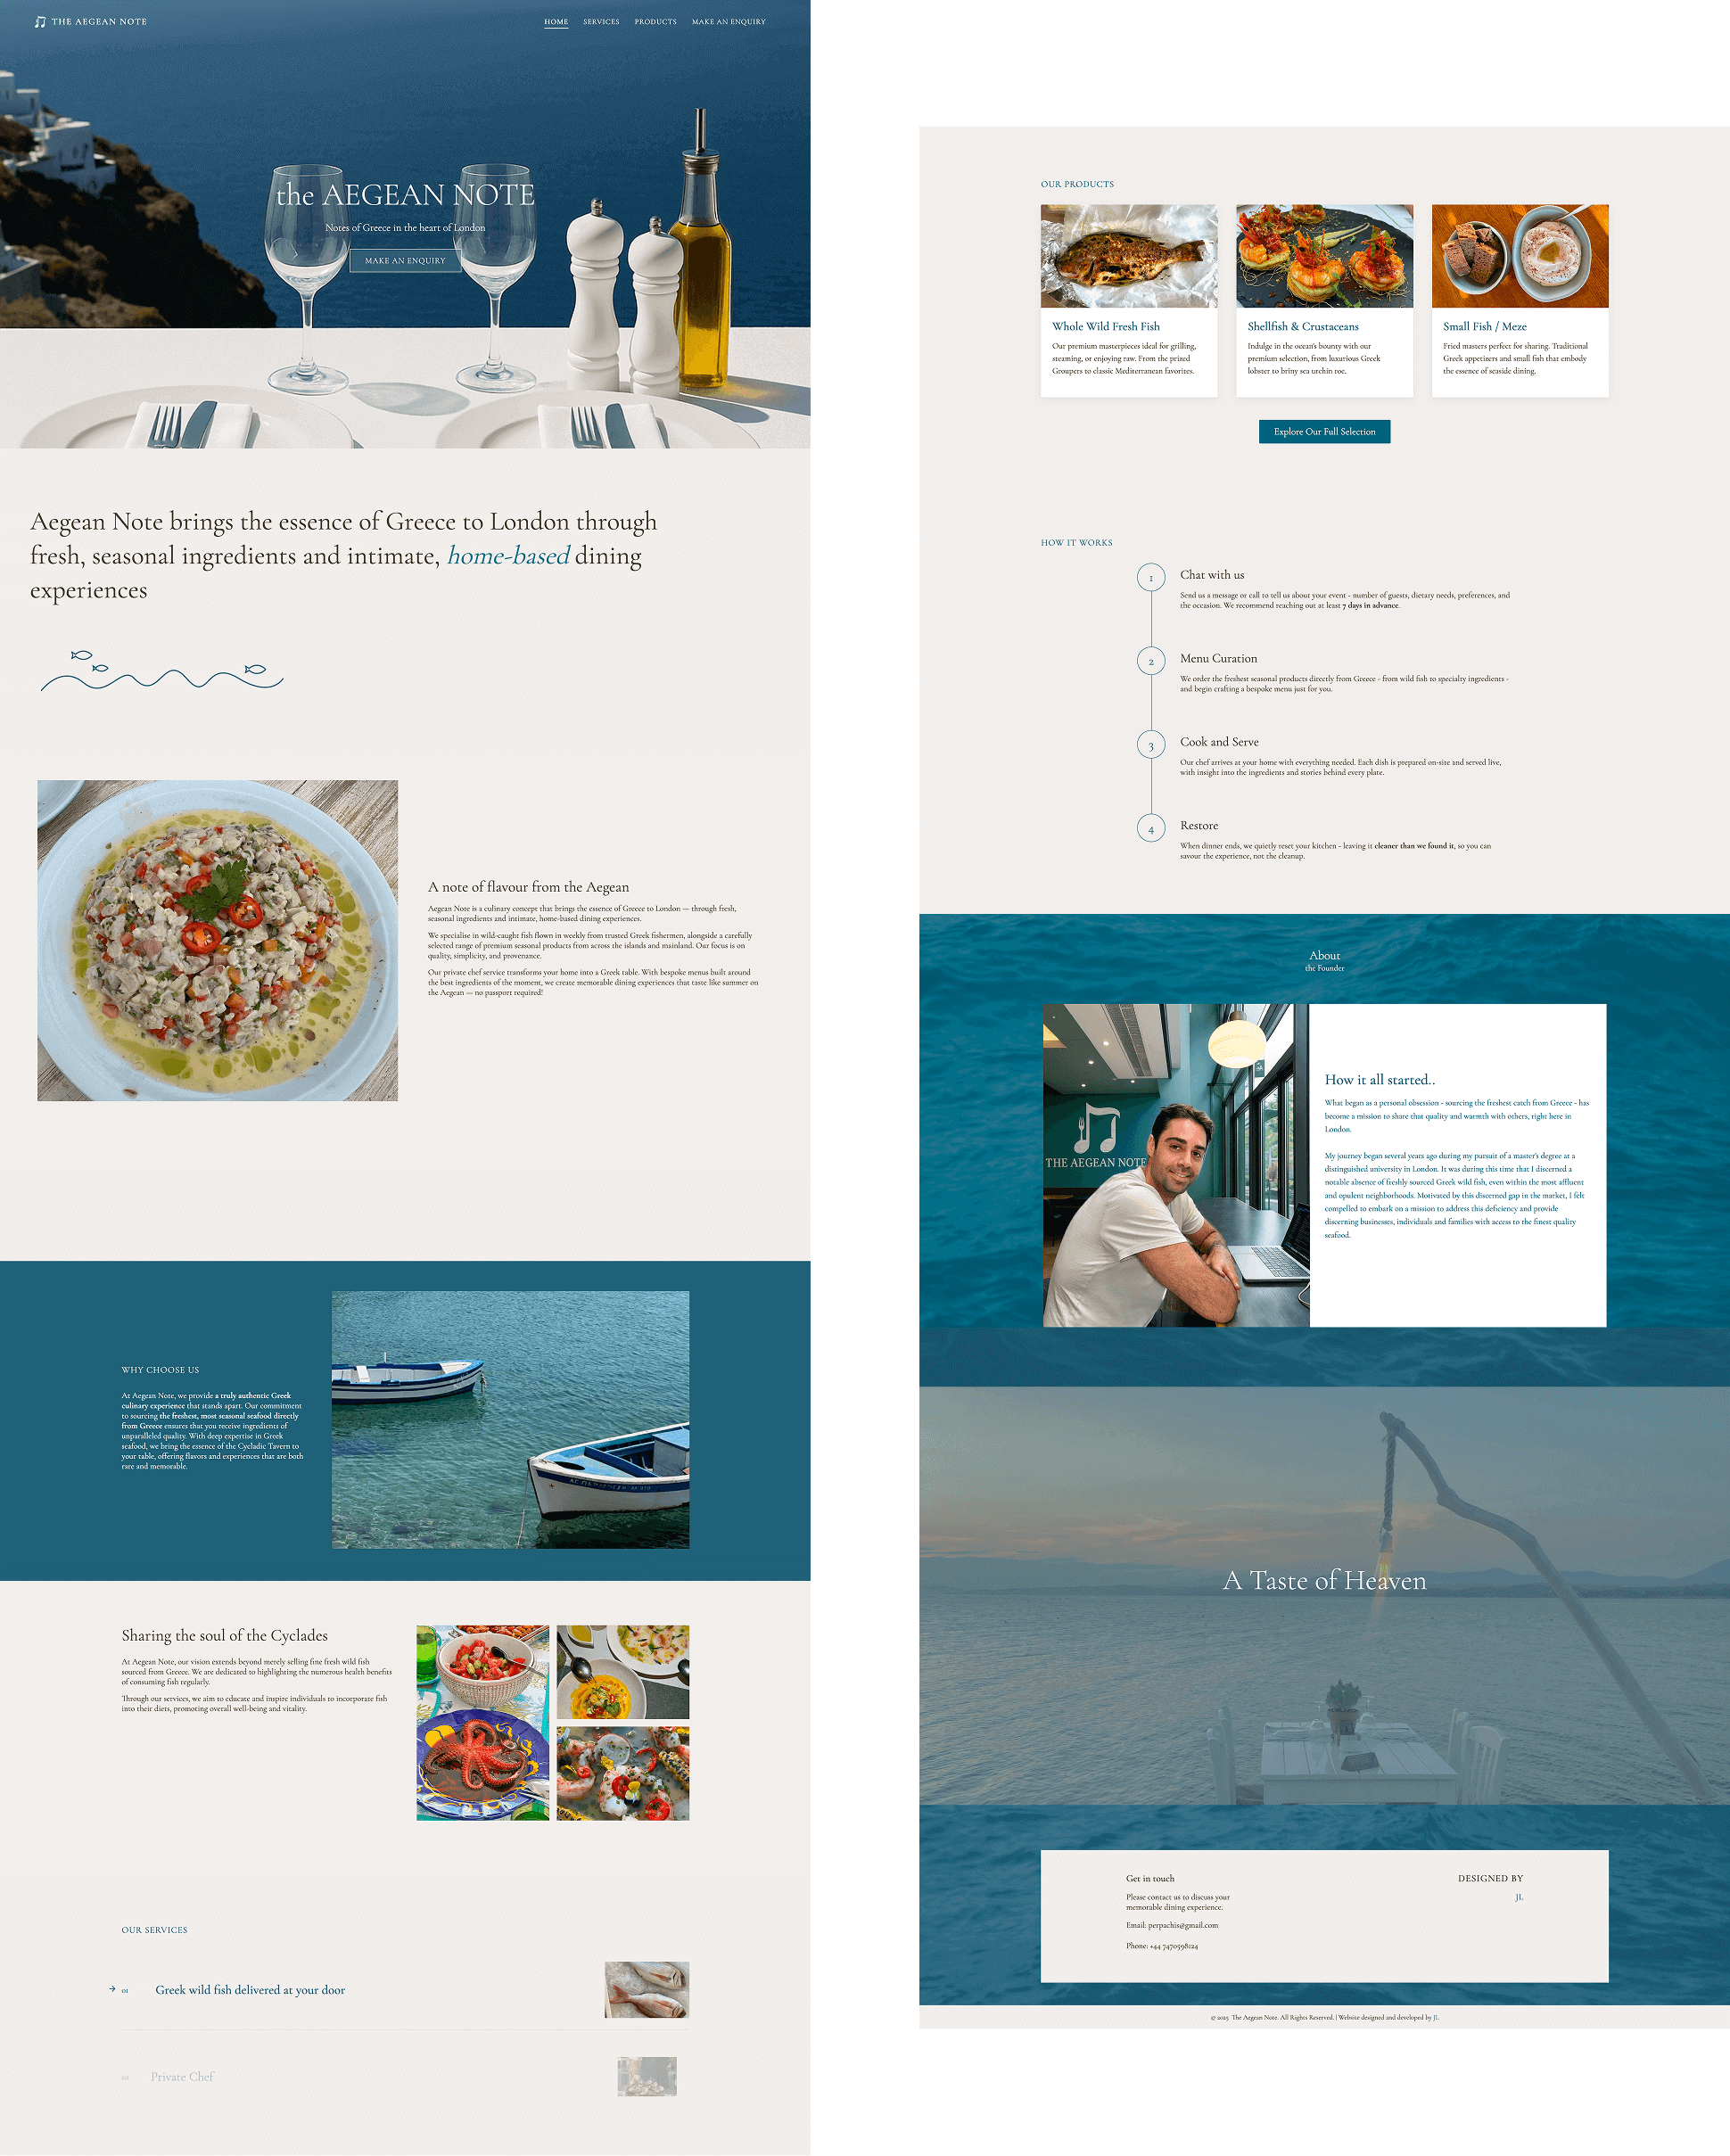 THE AEGEAN NOTE
HOME SERVICES PRODUCTS MAKE AN ENQUIRY
the AEGEAN NOTE
Notes of Greece in the heart of London
MAKE AN ENQUIRY
Aegean Note brings the essence of Greece to London through
fresh, seasonal ingredients and intimate, home-based dining
experiences
A note of flavour from the Aegean
Aegean Note is a culinary concept that brings the essence of Greece to London — through fresh,
seasonal ingredients and intimate, home-based dining experiences.
We specialise in wild-caught fish flown in weekly from trusted Greek fishermen, alongside a carefully
selected range of premium seasonal products from across the islands and mainland. Our focus is on
quality, simplicity, and provenance.
Our private chef service transforms your home into a Greek table. With bespoke menus built around
the best ingredients of the moment, we create memorable dining experiences that taste like summer on
the Aegean — no passport required!
WHY CHOOSE US
At Aegean Note, we provide a truly authentic Greek
culinary experience that stands apart. Our commitment
to sourcing the freshest, most seasonal seafood directly
from Greece ensures that you receive ingredients of
unparalleled quality. With deep expertise in Greek
seafood, we bring the essence of the Cycladic Tavern to
your table, offering flavors and experiences that are both
rare and memorable.
Sharing the soul of the Cyclades
At Aegean Note, our vision extends beyond merely selling fine fresh wild fish
sourced from Greece. We are dedicated to highlighting the numerous health benefits
of consuming fish regularly.
Through our services, we aim to educate and inspire individuals to incorporate fish
into their diets, promoting overall well-being and vitality.
OUR SERVICES
→ 01 Greek wild fish delivered at your door
02 Private Chef
OUR PRODUCTS
Whole Wild Fresh Fish
Our premium masterpieces ideal for grilling,
steaming, or enjoying raw. From the prized
Groupers to classic Mediterranean favorites.
Shellfish & Crustaceans
Indulge in the ocean's bounty with our
premium selection, from luxurious Greek
lobster to briny sea urchin roe.
Small Fish / Meze
Fried masters perfect for sharing. Traditional
Greek appetizers and small fish that embody
the essence of seaside dining.
Explore Our Full Selection
HOW IT WORKS
1 Chat with us
Send us a message or call to tell us about your event - number of guests, dietary needs, preferences, and
the occasion. We recommend reaching out at least 7 days in advance.
2 Menu Curation
We order the freshest seasonal products directly from Greece - from wild fish to specialty ingredients -
and begin crafting a bespoke menu just for you.
3 Cook and Serve
Our chef arrives at your home with everything needed. Each dish is prepared on-site and served live,
with insight into the ingredients and stories behind every plate.
4 Restore
When dinner ends, we quietly reset your kitchen - leaving it cleaner than we found it, so you can
savour the experience, not the cleanup.
About
the Founder
THE AEGEAN NOTE
How it all started..
What began as a personal obsession - sourcing the freshest catch from Greece - has
become a mission to share that quality and warmth with others, right here in
London.
My journey began several years ago during my pursuit of a master's degree at a
distinguished university in London. It was during this time that I discerned a
notable absence of freshly sourced Greek wild fish, even within the most affluent
and opulent neighborhoods. Motivated by this discerned gap in the market, I felt
compelled to embark on a mission to address this deficiency and provide
discerning businesses, individuals and families with access to the finest quality
seafood.
A Taste of Heaven
Get in touch
Please contact us to discuss your
memorable dining experience.
Email: perpachis@gmail.com
Phone: +44 7470598124
DESIGNED BY
JL
© 2025 The Aegean Note. All Rights Reserved. | Website designed and developed by JL